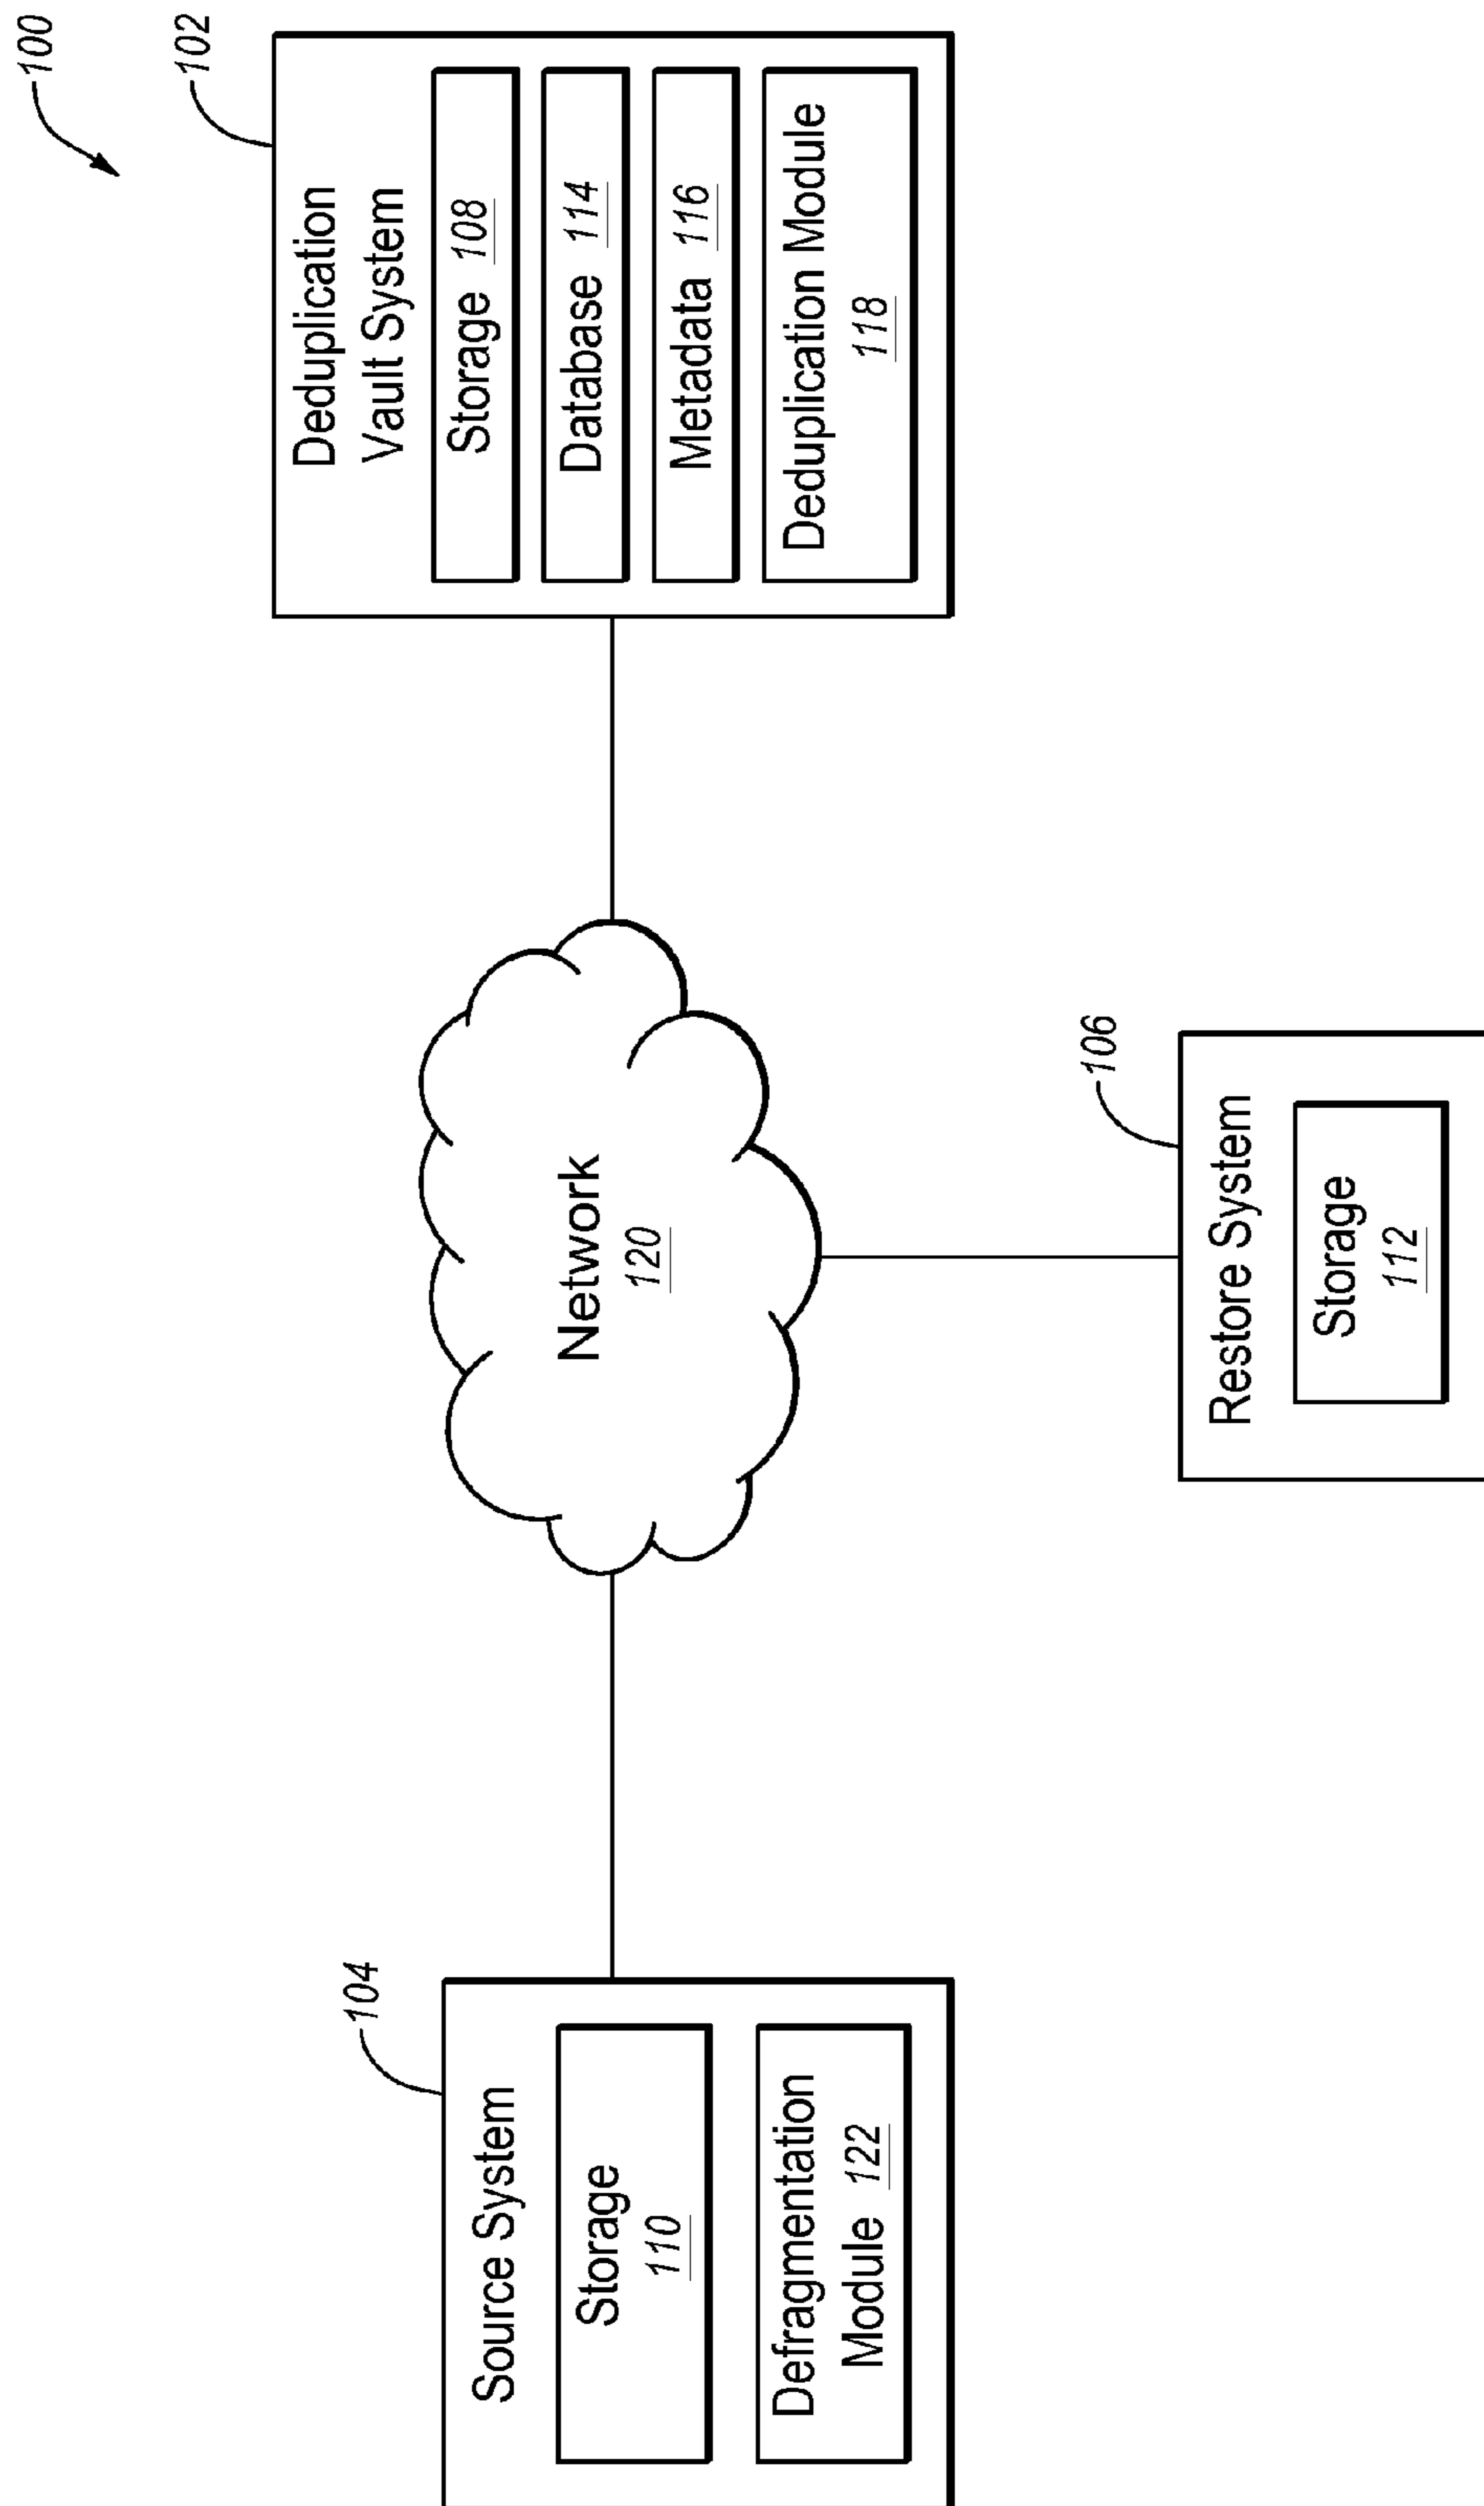 100
104
Source System
Storage
110
Defragmentation
Module 122
Network
120
102
Deduplication
Vault System
Storage 108
Database 114
Metadata 116
Deduplication Module
118
106
Restore System
Storage
112